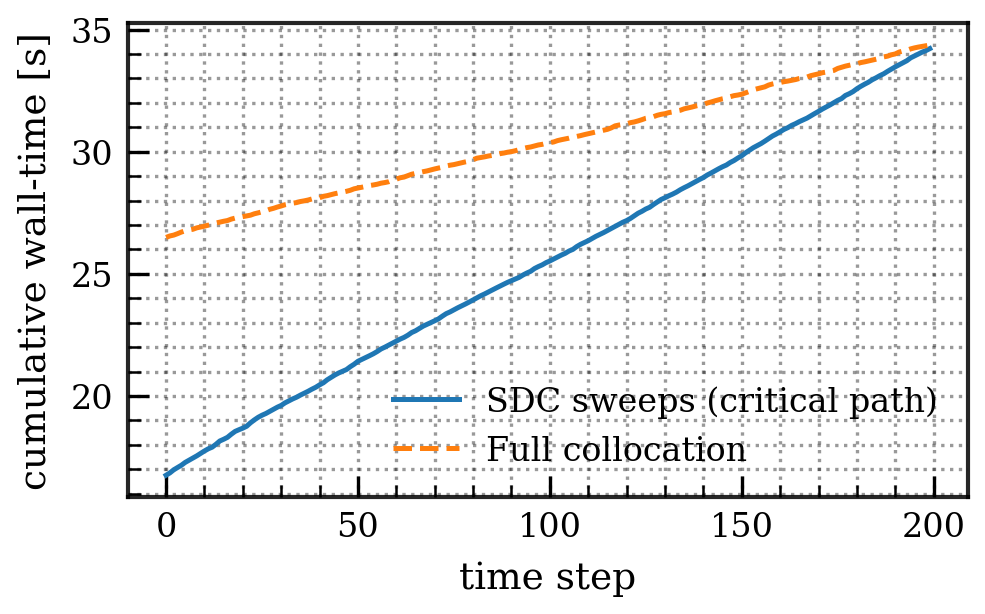 cumulative wall-time [s]
35
30
25
20
SDC sweeps (critical path)
Full collocation
0 50 100 150 200
time step